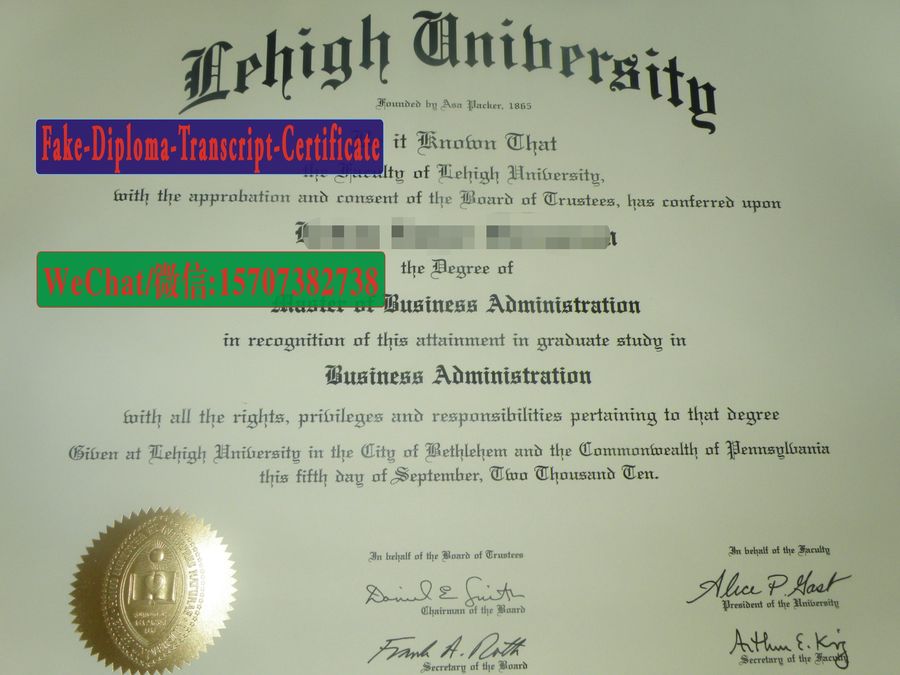 Lehigh University
Founded by Asa Packer, 1865
Fake-Diploma-Transcript-Certificate
it Known That
the Faculty of Lehigh University,
with the approbation and consent of the Board of Trustees, has conferred upon
WeChat/微信:15707382738
the Degree of
Master of Business Administration
in recognition of this attainment in graduate study in
Business Administration
with all the rights, privileges and responsibilities pertaining to that degree
Given at Lehigh University in the City of Bethlehem and the Commonwealth of Pennsylvania
this fifth day of September, Two Thousand Ten.
In behalf of the Board of Trustees
Daniel E. Smith
Chairman of the Board
Frank A. Roth
Secretary of the Board
In behalf of the Faculty
Alice P. Gast
President of the University
Arthur E. King
Secretary of the Faculty